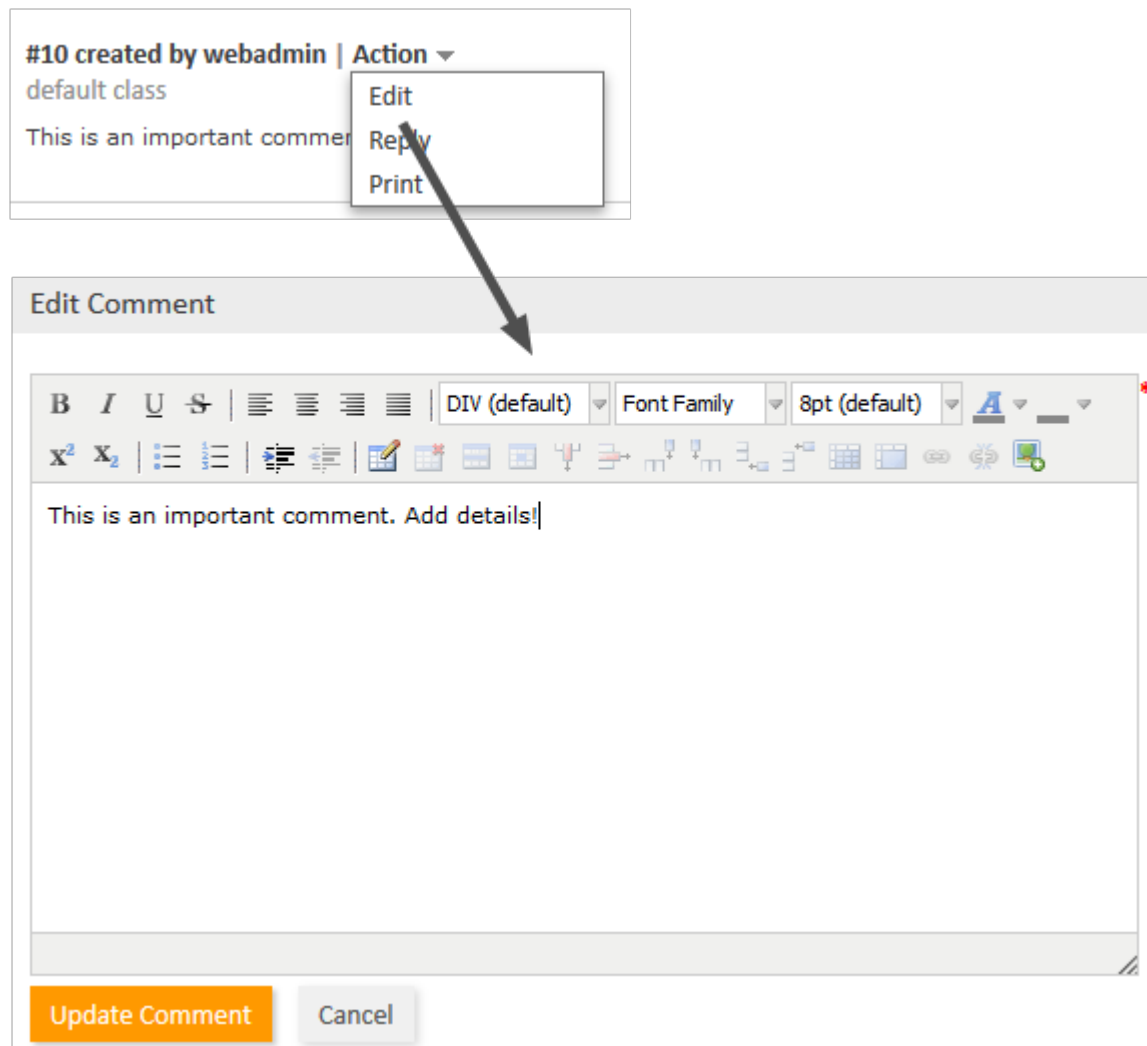 #10 created by webadmin | Action
default class
Edit
This is an important commen
Reply
Print
Edit Comment
B I U S DIV (default) Font Family 8pt (default) A *
x² x₂
This is an important comment. Add details!
Update Comment Cancel